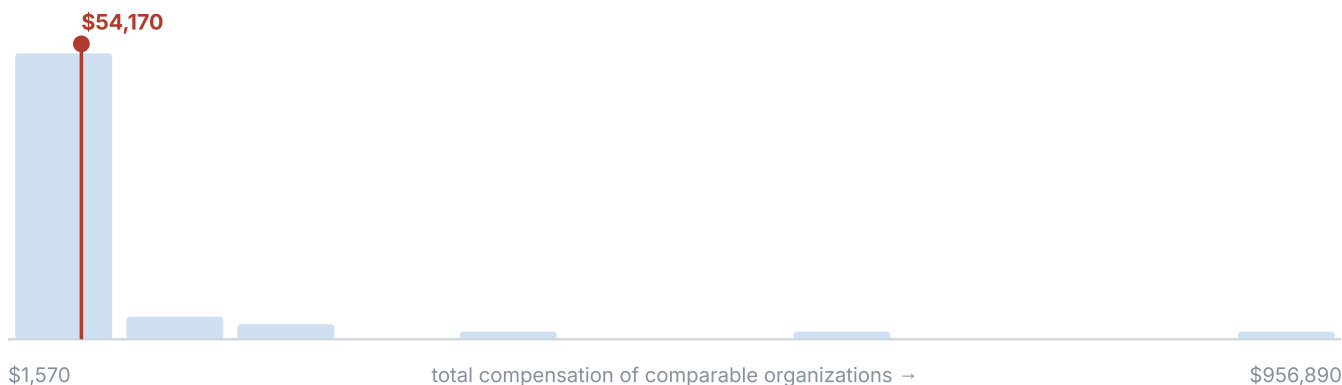 $54,170
$1,570 total compensation of comparable organizations → $956,890